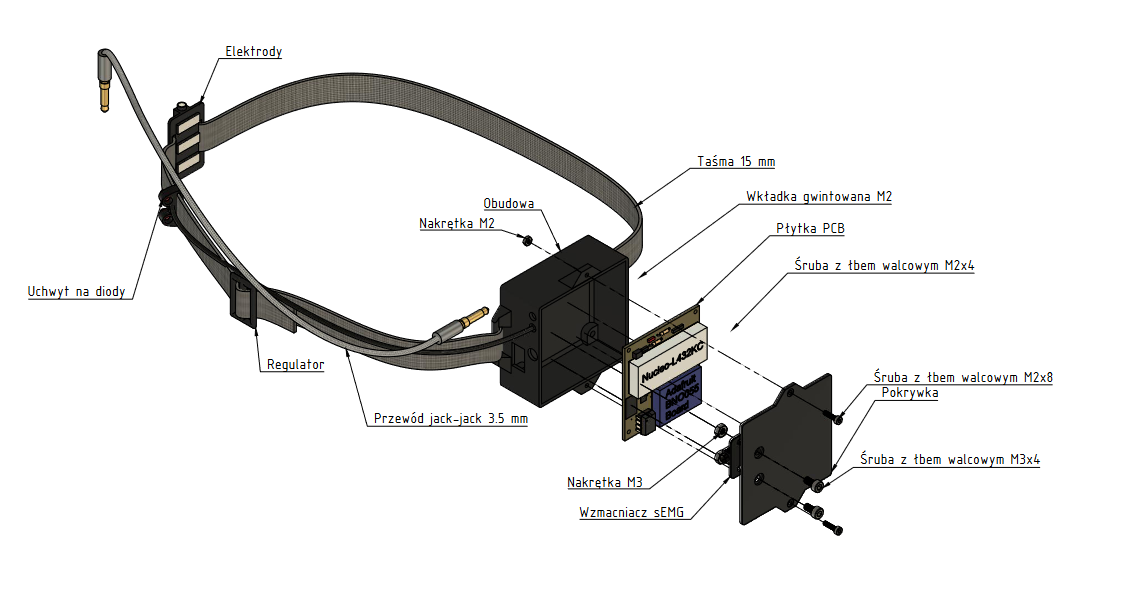 Elektrody
Taśma 15 mm
Wkładka gwintowana M2
Obudowa
Nakrętka M2
Płytka PCB
Śruba z łbem walcowym M2x4
Uchwyt na diody
Nucleo-L432KC
Regulator
Adafruit
BNO055
Board
Śruba z łbem walcowym M2x8
Pokrywka
Przewód jack-jack 3.5 mm
Śruba z łbem walcowym M3x4
Nakrętka M3
Wzmacniacz sEMG